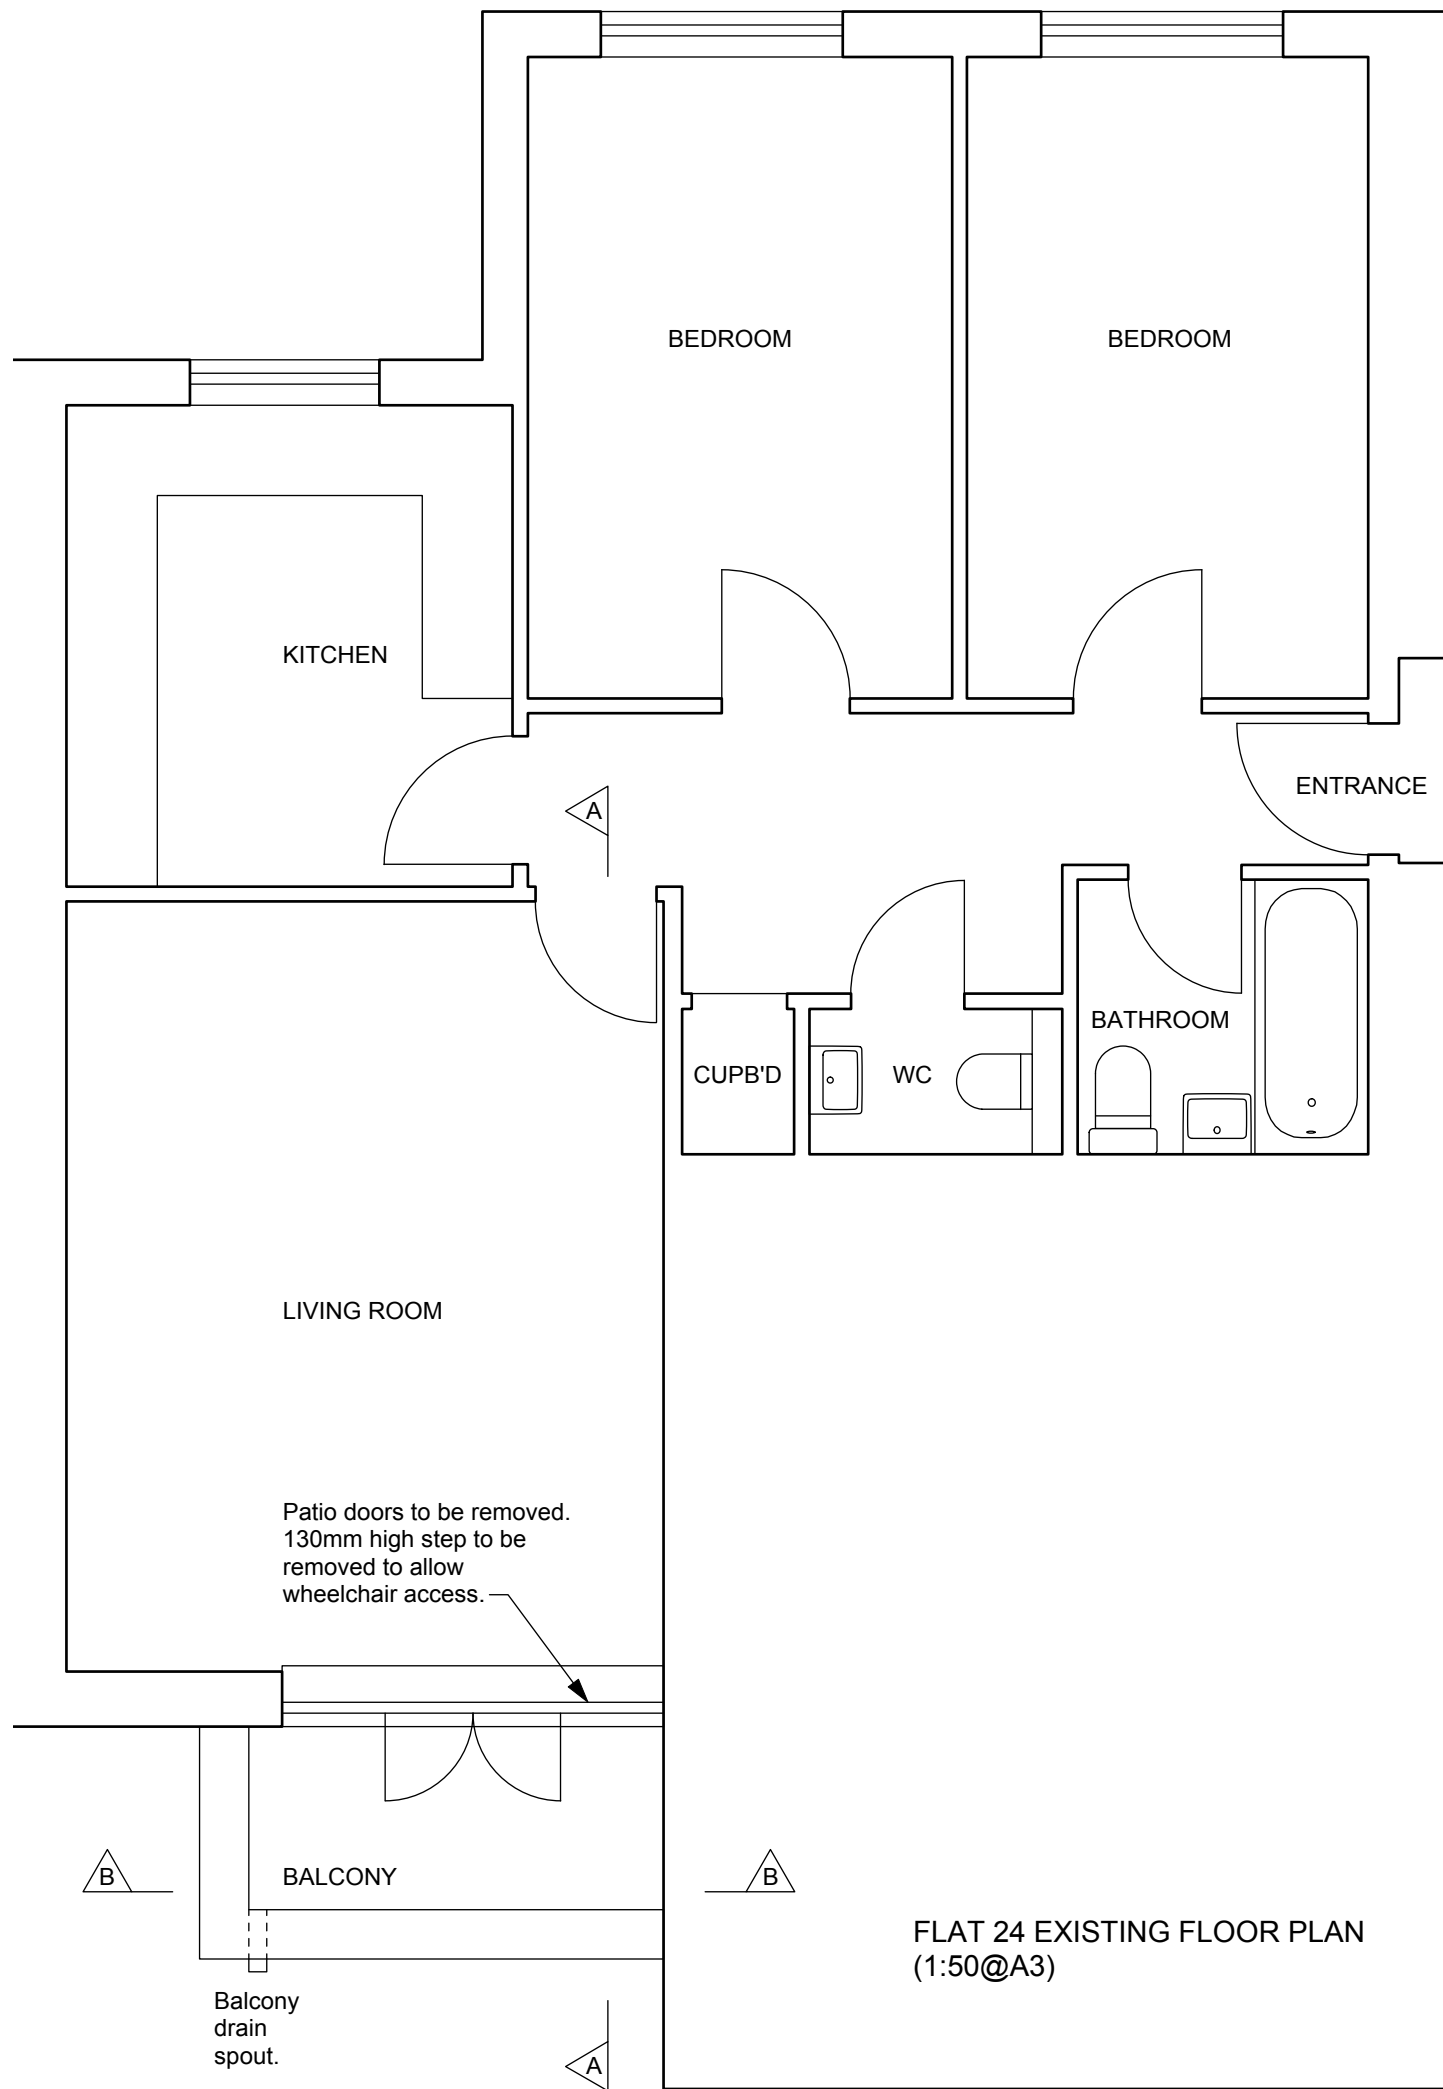 BEDROOM
BEDROOM
KITCHEN
ENTRANCE
A
BATHROOM
CUPB'D
WC
LIVING ROOM
Patio doors to be removed.
130mm high step to be
removed to allow
wheelchair access.
B
BALCONY
B
FLAT 24 EXISTING FLOOR PLAN
(1:50@A3)
Balcony
drain
spout.
A